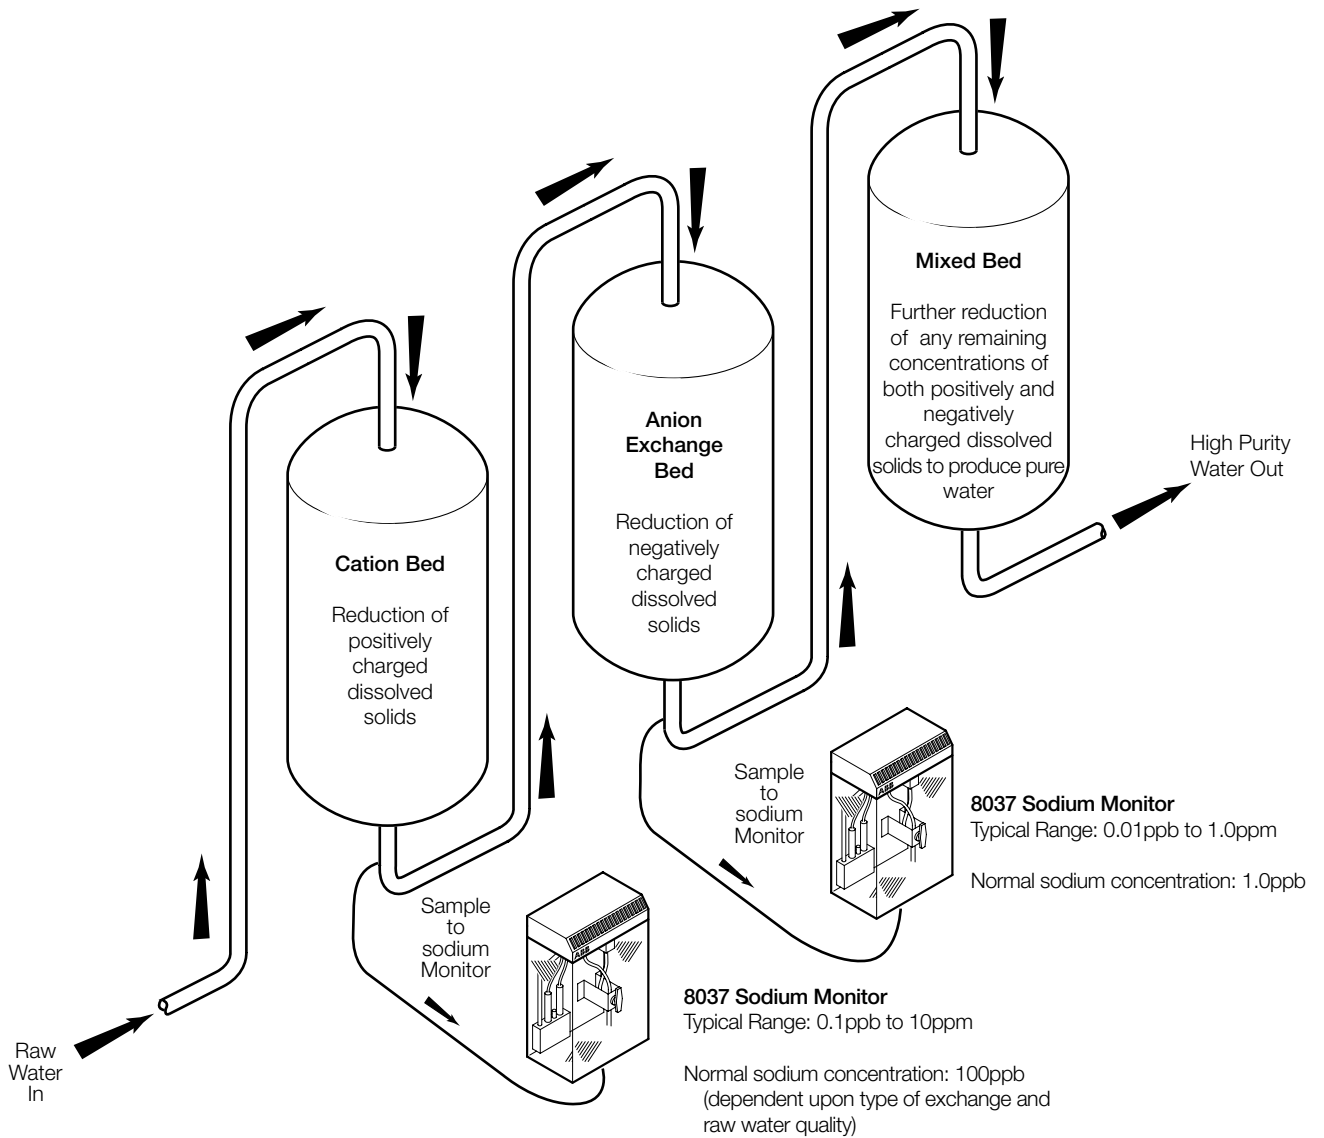 Mixed Bed
Further reduction
of any remaining
concentrations of
both positively and
negatively
charged dissolved
solids to produce pure
water
High Purity
Water Out
Anion
Exchange
Bed
Reduction of
negatively
charged
dissolved
solids
Cation Bed
Reduction of
positively
charged
dissolved
solids
Sample
to
sodium
Monitor
ABB
8037 Sodium Monitor
Typical Range: 0.01ppb to 1.0ppm
Normal sodium concentration: 1.0ppb
Sample
to
sodium
Monitor
ABB
8037 Sodium Monitor
Typical Range: 0.1ppb to 10ppm
Normal sodium concentration: 100ppb
(dependent upon type of exchange and
raw water quality)
Raw
Water
In